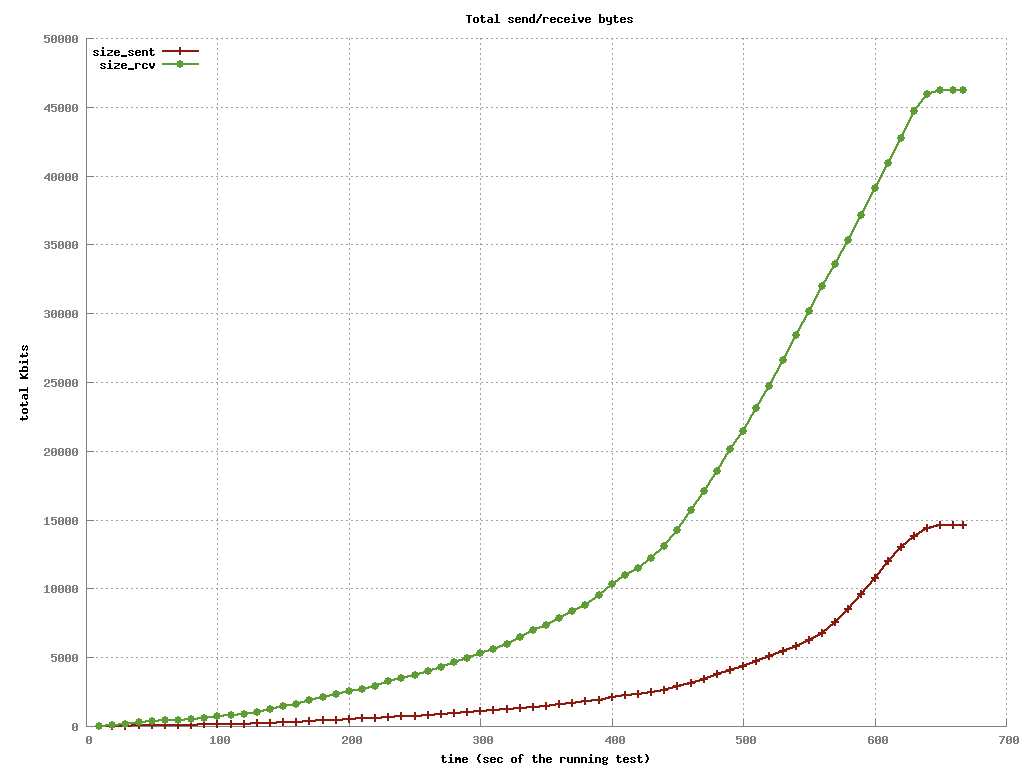 Total send/receive bytes
50000
size_sent
size_rcv
45000
40000
35000
30000
25000
20000
15000
10000
5000
0
total Kbits
0 100 200 300 400 500 600 700
time (sec of the running test)